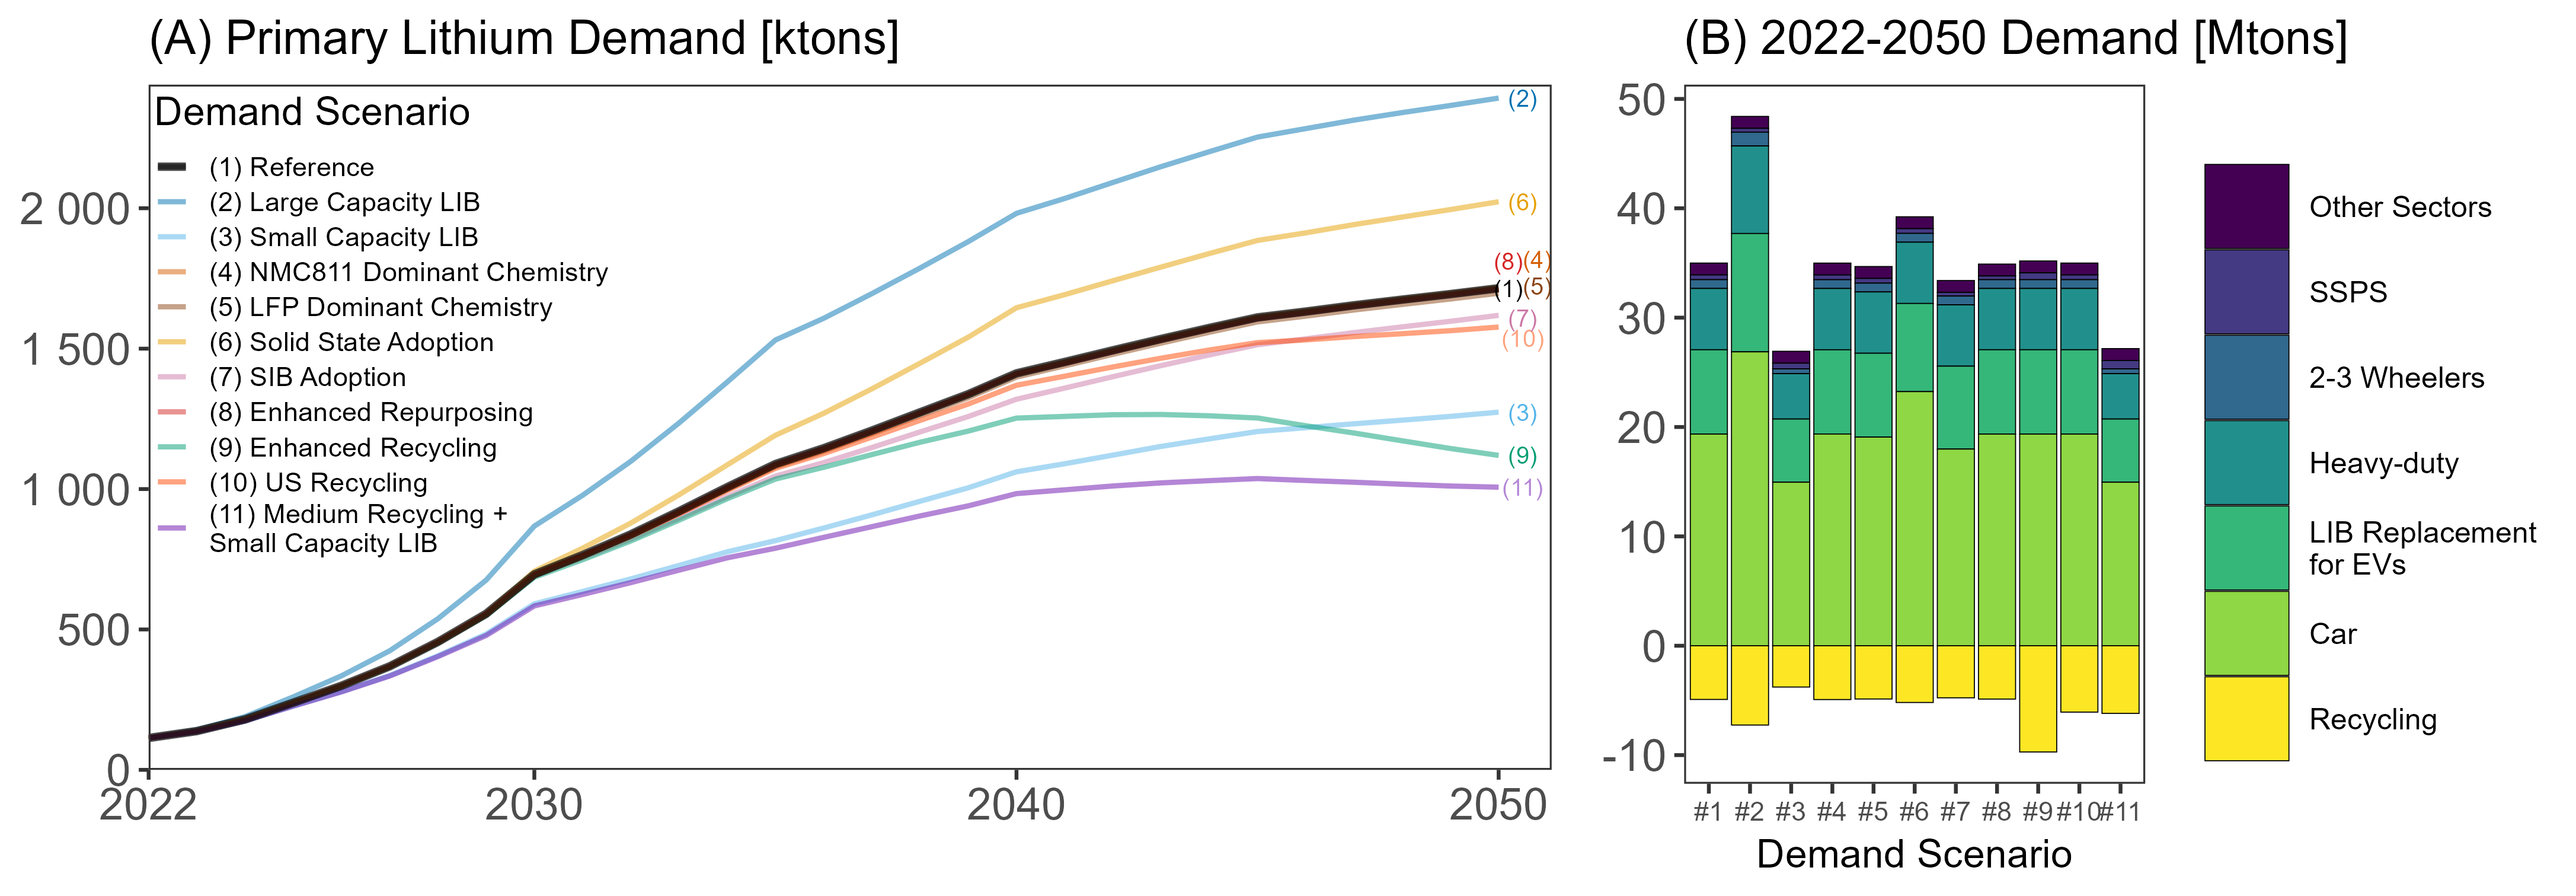 (A) Primary Lithium Demand [ktons]
Demand Scenario
(1) Reference
(2) Large Capacity LIB
(3) Small Capacity LIB
(4) NMC811 Dominant Chemistry
(5) LFP Dominant Chemistry
(6) Solid State Adoption
(7) SIB Adoption
(8) Enhanced Repurposing
(9) Enhanced Recycling
(10) US Recycling
(11) Medium Recycling +
Small Capacity LIB
2 000
1 500
1 000
500
0
2022
2030
2040
2050
(2)
(6)
(8)
(4)
(1)
(5)
(7)
(10)
(3)
(9)
(11)
(B) 2022-2050 Demand [Mtons]
50
40
30
20
10
0
-10
#1
#2
#3
#4
#5
#6
#7
#8
#9
#10
#11
Demand Scenario
Other Sectors
SSPS
2-3 Wheelers
Heavy-duty
LIB Replacement
for EVs
Car
Recycling